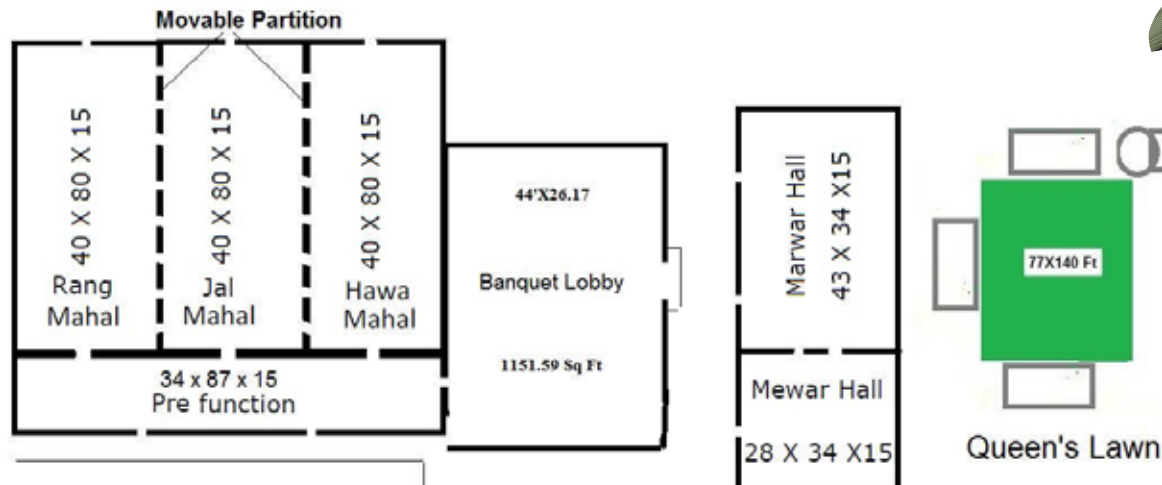 Movable Partition
40 X 80 X 15
Rang
Mahal
40 X 80 X 15
Jal
Mahal
40 X 80 X 15
Hawa
Mahal
34 x 87 x 15
Pre function
44'X26.17
Banquet Lobby
1151.59 Sq Ft
Marwar Hall
43 X 34 X15
Mewar Hall
28 X 34 X15
77X140 Ft
Queen's Lawn